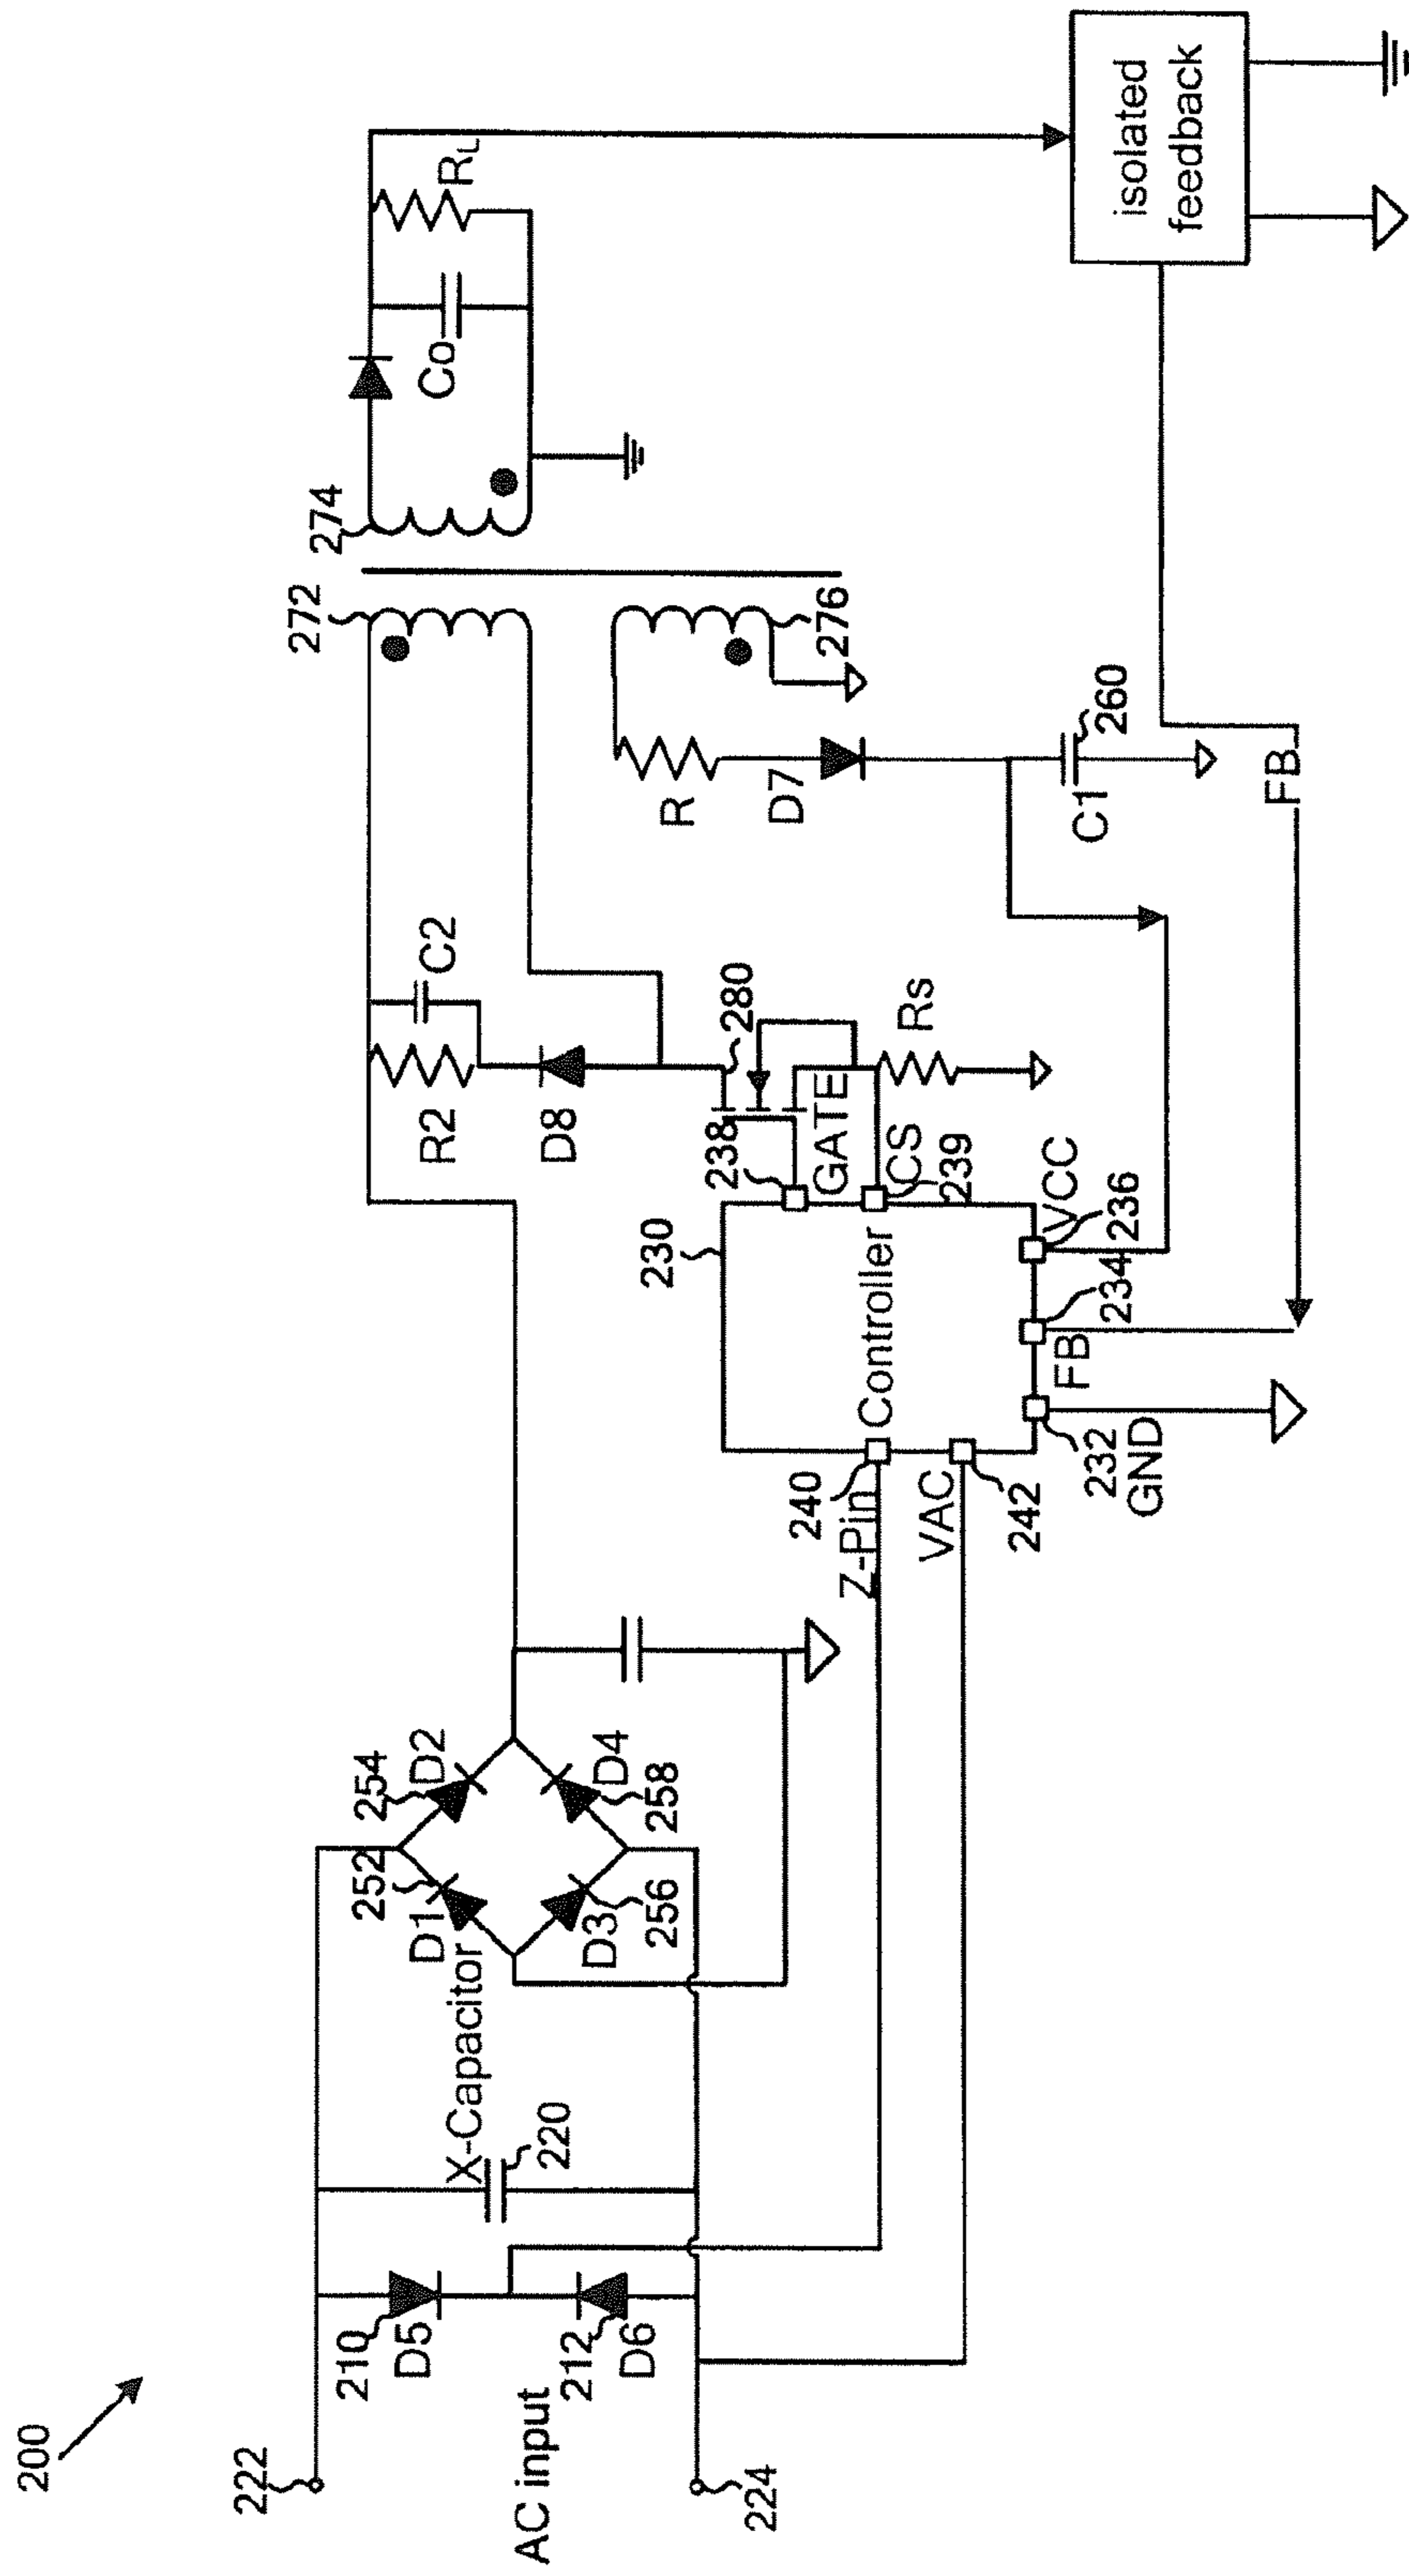 200
222
AC input
224
210
D5
212
D6
X-Capacitor
220
252
D1
254
D2
D3
256
D4
258
Z-Pin
240
VAC
242
230
Controller
238
GATE
CS
239
VCC
236
234
FB
232
GND
R2
C2
D8
280
Rs
272
274
276
R
D7
C1
260
Co
RL
FB
isolated
feedback